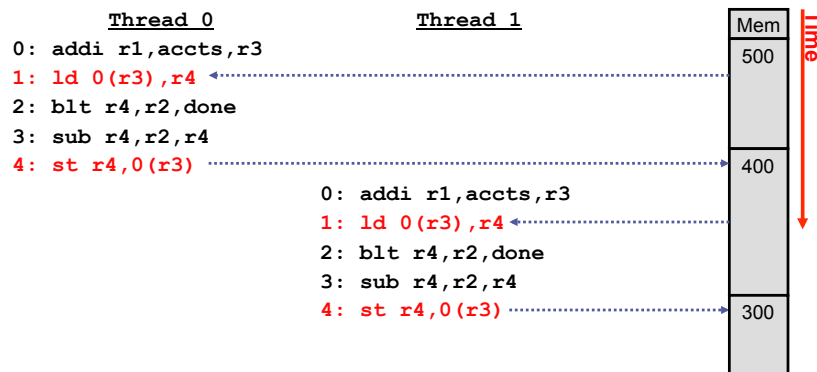 Thread 0
Thread 1
Mem
Time
0: addi r1,accts,r3
500
1: ld 0(r3),r4
2: blt r4,r2,done
3: sub r4,r2,r4
4: st r4,0(r3)
400
0: addi r1,accts,r3
1: ld 0(r3),r4
2: blt r4,r2,done
3: sub r4,r2,r4
4: st r4,0(r3)
300